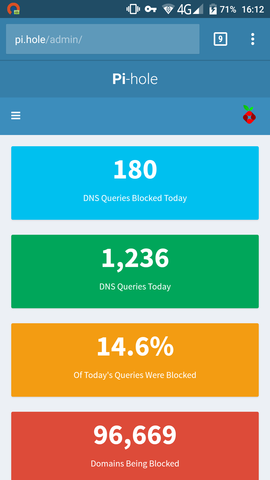 4G 71% 16:12
pi.hole/admin/ 9
Pi-hole
180
DNS Queries Blocked Today
1,236
DNS Queries Today
14.6%
Of Today's Queries Were Blocked
96,669
Domains Being Blocked